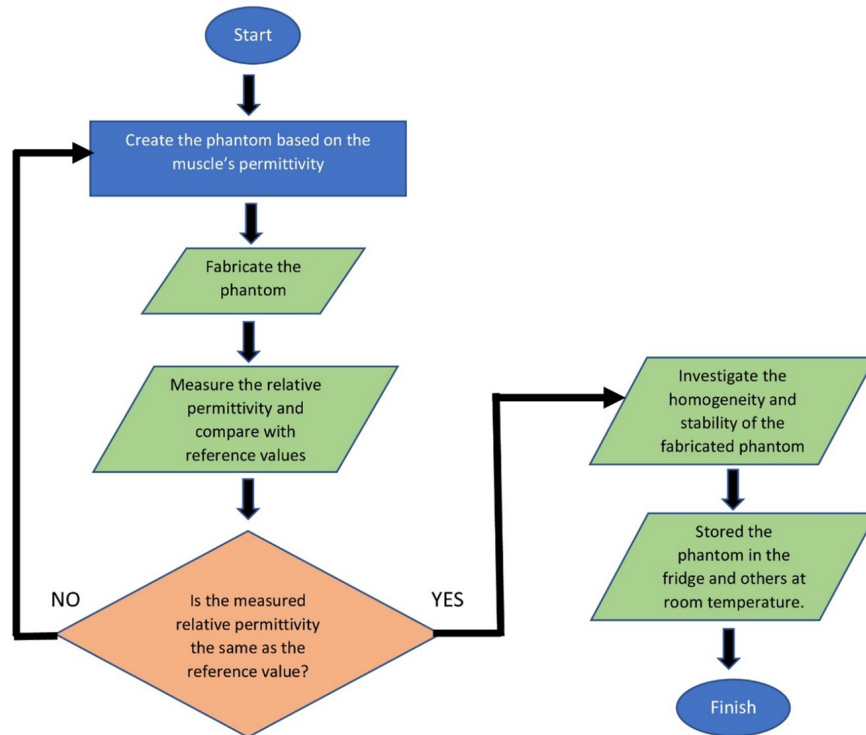 Start
Create the phantom based on the
muscle's permittivity
Fabricate the
phantom
Measure the relative
permittivity and
compare with
reference values
Is the measured
relative permittivity
the same as the
reference value?
NO
YES
Investigate the
homogeneity and
stability of the
fabricated phantom
Stored the
phantom in the
fridge and others at
room temperature.
Finish